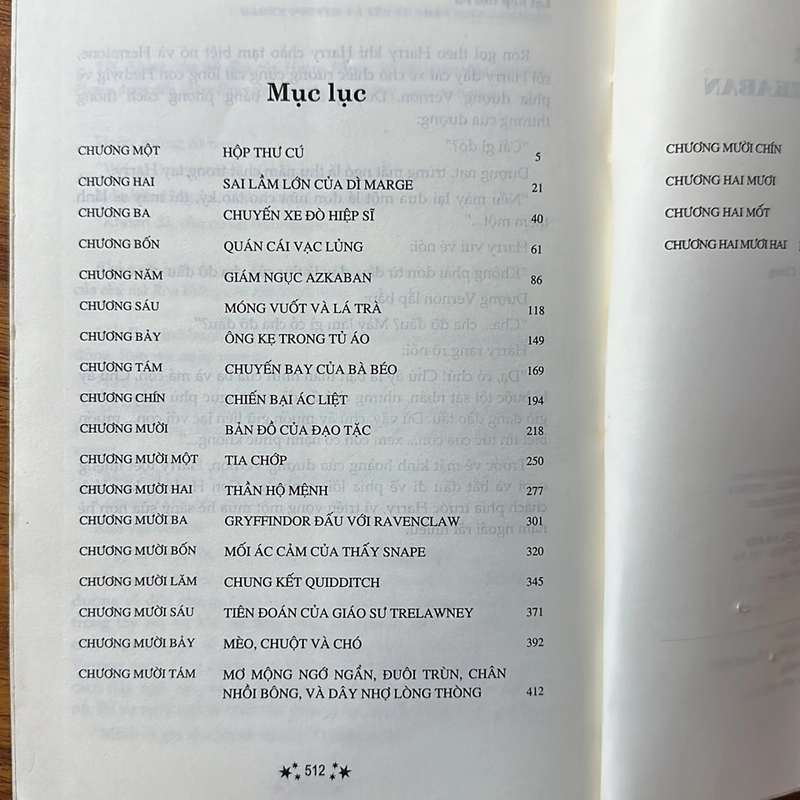 Mục lục
CHƯƠNG MỘT HỘP THƯ CÚ 5
CHƯƠNG HAI SAI LẦM LỚN CỦA DÌ MARGE 21
CHƯƠNG BA CHUYẾN XE ĐÒ HIỆP SĨ 40
CHƯƠNG BỐN QUÁN CÁI VẠC LỦNG 61
CHƯƠNG NĂM GIÁM NGỤC AZKABAN 86
CHƯƠNG SÁU MÓNG VUỐT VÀ LÁ TRÀ 118
CHƯƠNG BẢY ÔNG KẸ TRONG TỦ ÁO 149
CHƯƠNG TÁM CHUYẾN BAY CỦA BÀ BÉO 169
CHƯƠNG CHÍN CHIẾN BẠI ÁC LIỆT 194
CHƯƠNG MƯỜI BẢN ĐỒ CỦA ĐẠO TẶC 218
CHƯƠNG MƯỜI MỘT TIA CHỚP 250
CHƯƠNG MƯỜI HAI THẦN HỘ MỆNH 277
CHƯƠNG MƯỜI BA GRYFFINDOR ĐẤU VỚI RAVENCLAW 301
CHƯƠNG MƯỜI BỐN MỐI ÁC CẢM CỦA THẦY SNAPE 320
CHƯƠNG MƯỜI LĂM CHUNG KẾT QUIDDITCH 345
CHƯƠNG MƯỜI SÁU TIÊN ĐOÁN CỦA GIÁO SƯ TRELAWNEY 371
CHƯƠNG MƯỜI BẢY MÈO, CHUỘT VÀ CHÓ 392
CHƯƠNG MƯỜI TÁM MƠ MỘNG NGỚ NGẨN, ĐUÔI TRÙN, CHÂN
NHỒI BÔNG, VÀ DÂY NHỢ LÒNG THÒNG 412
512
CHƯƠNG MƯỜI CHÍN
CHƯƠNG HAI MƯƠI
CHƯƠNG HAI MỐT
CHƯƠNG HAI MƯƠI HAI